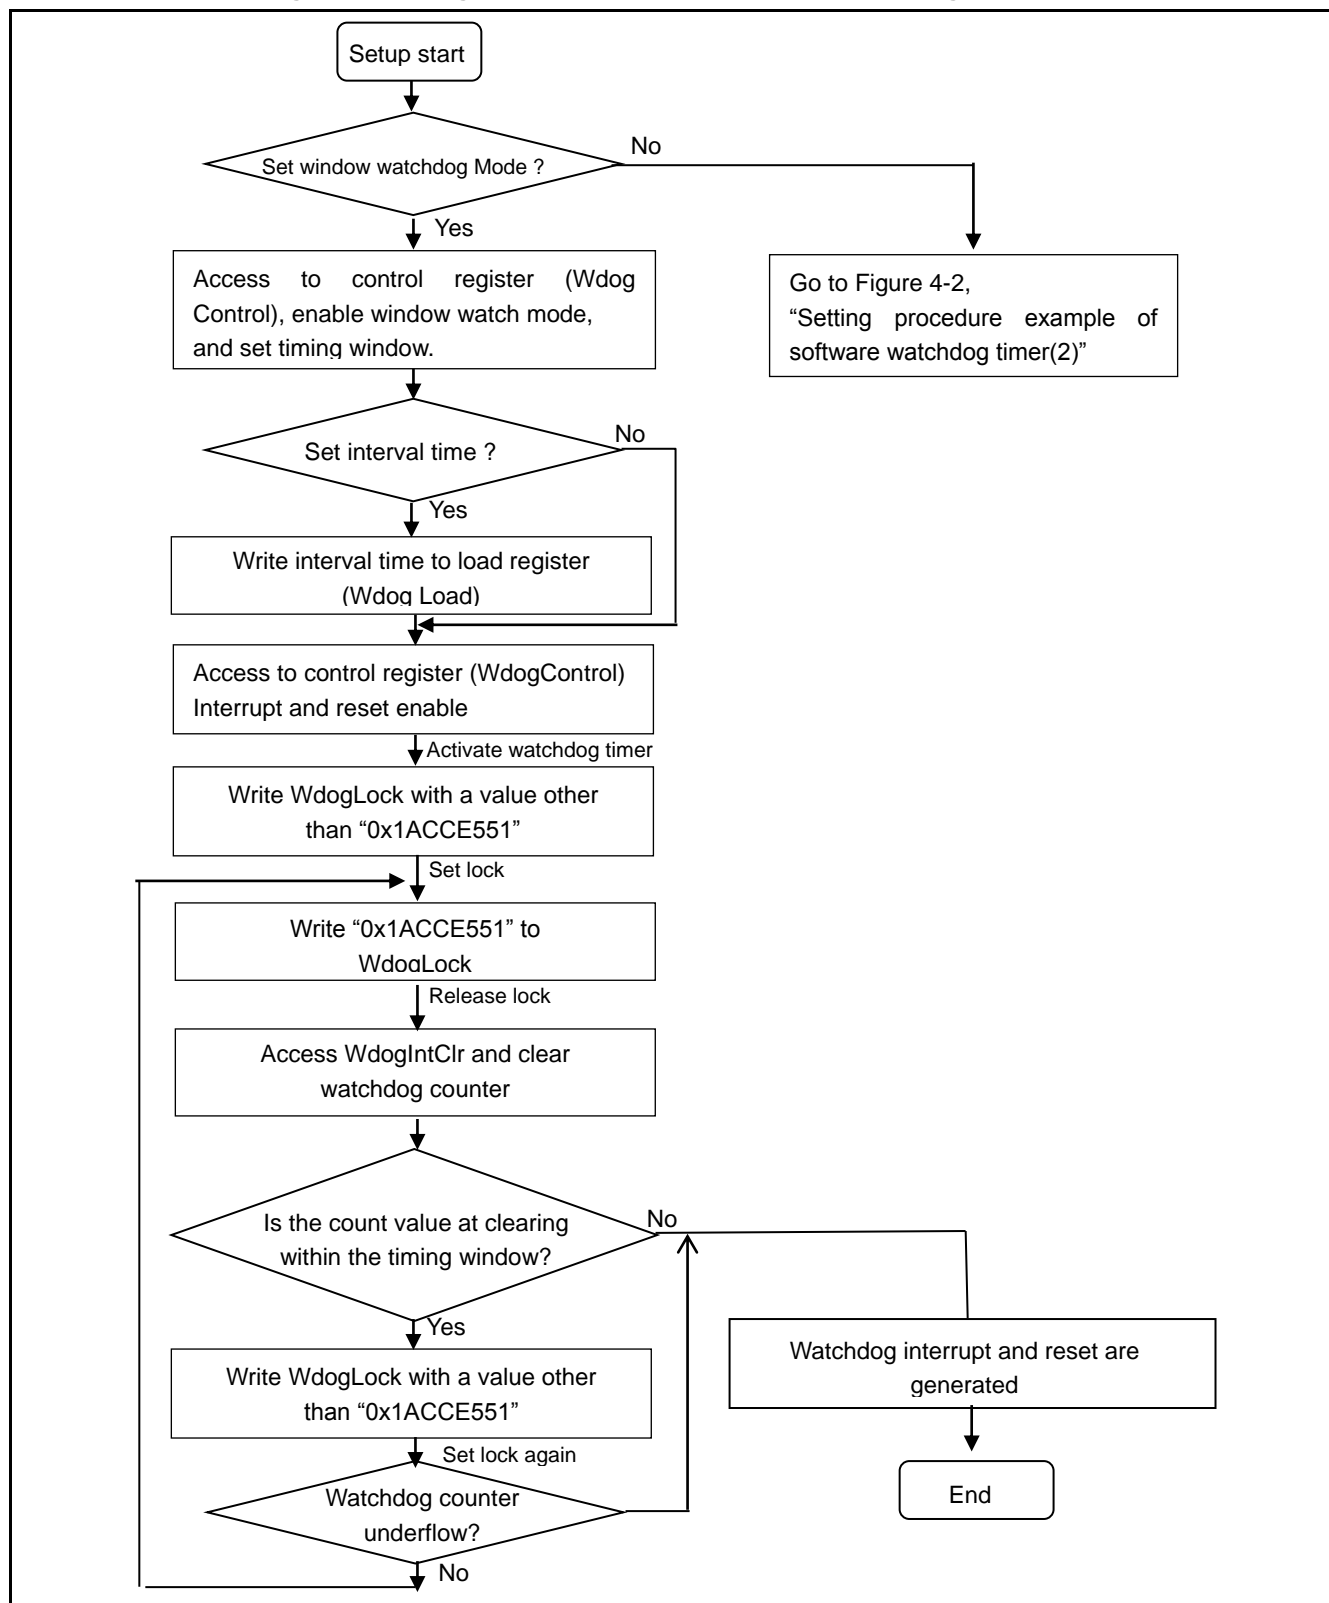 Setup start
Set window watchdog Mode ?
No
Yes
Access to control register (Wdog
Control), enable window watch mode,
and set timing window.
Go to Figure 4-2,
“Setting procedure example of
software watchdog timer(2)”
Set interval time ?
No
Yes
Write interval time to load register
(Wdog Load)
Access to control register (WdogControl)
Interrupt and reset enable
Activate watchdog timer
Write WdogLock with a value other
than “0x1ACCE551”
Set lock
Write “0x1ACCE551” to
WdogLock
Release lock
Access WdogIntClr and clear
watchdog counter
Is the count value at clearing
within the timing window?
No
Yes
Write WdogLock with a value other
than “0x1ACCE551”
Set lock again
Watchdog counter
underflow?
No
Watchdog interrupt and reset are
generated
End